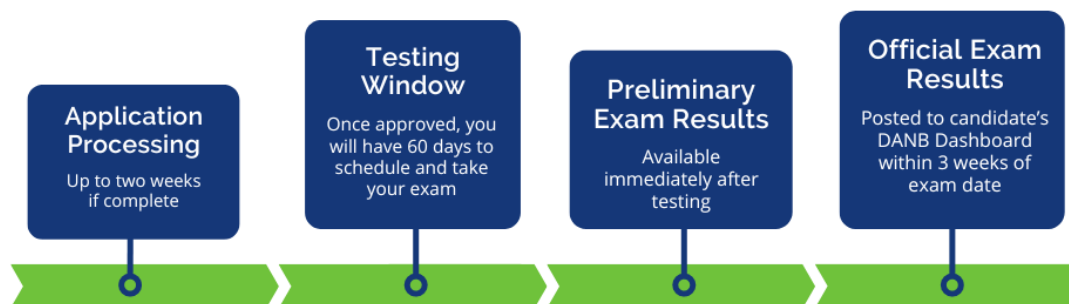 Application
Processing
Up to two weeks
if complete
Testing
Window
Once approved, you
will have 60 days to
schedule and take
your exam
Preliminary
Exam Results
Available
immediately after
testing
Official Exam
Results
Posted to candidate’s
DANB Dashboard
within 3 weeks of
exam date